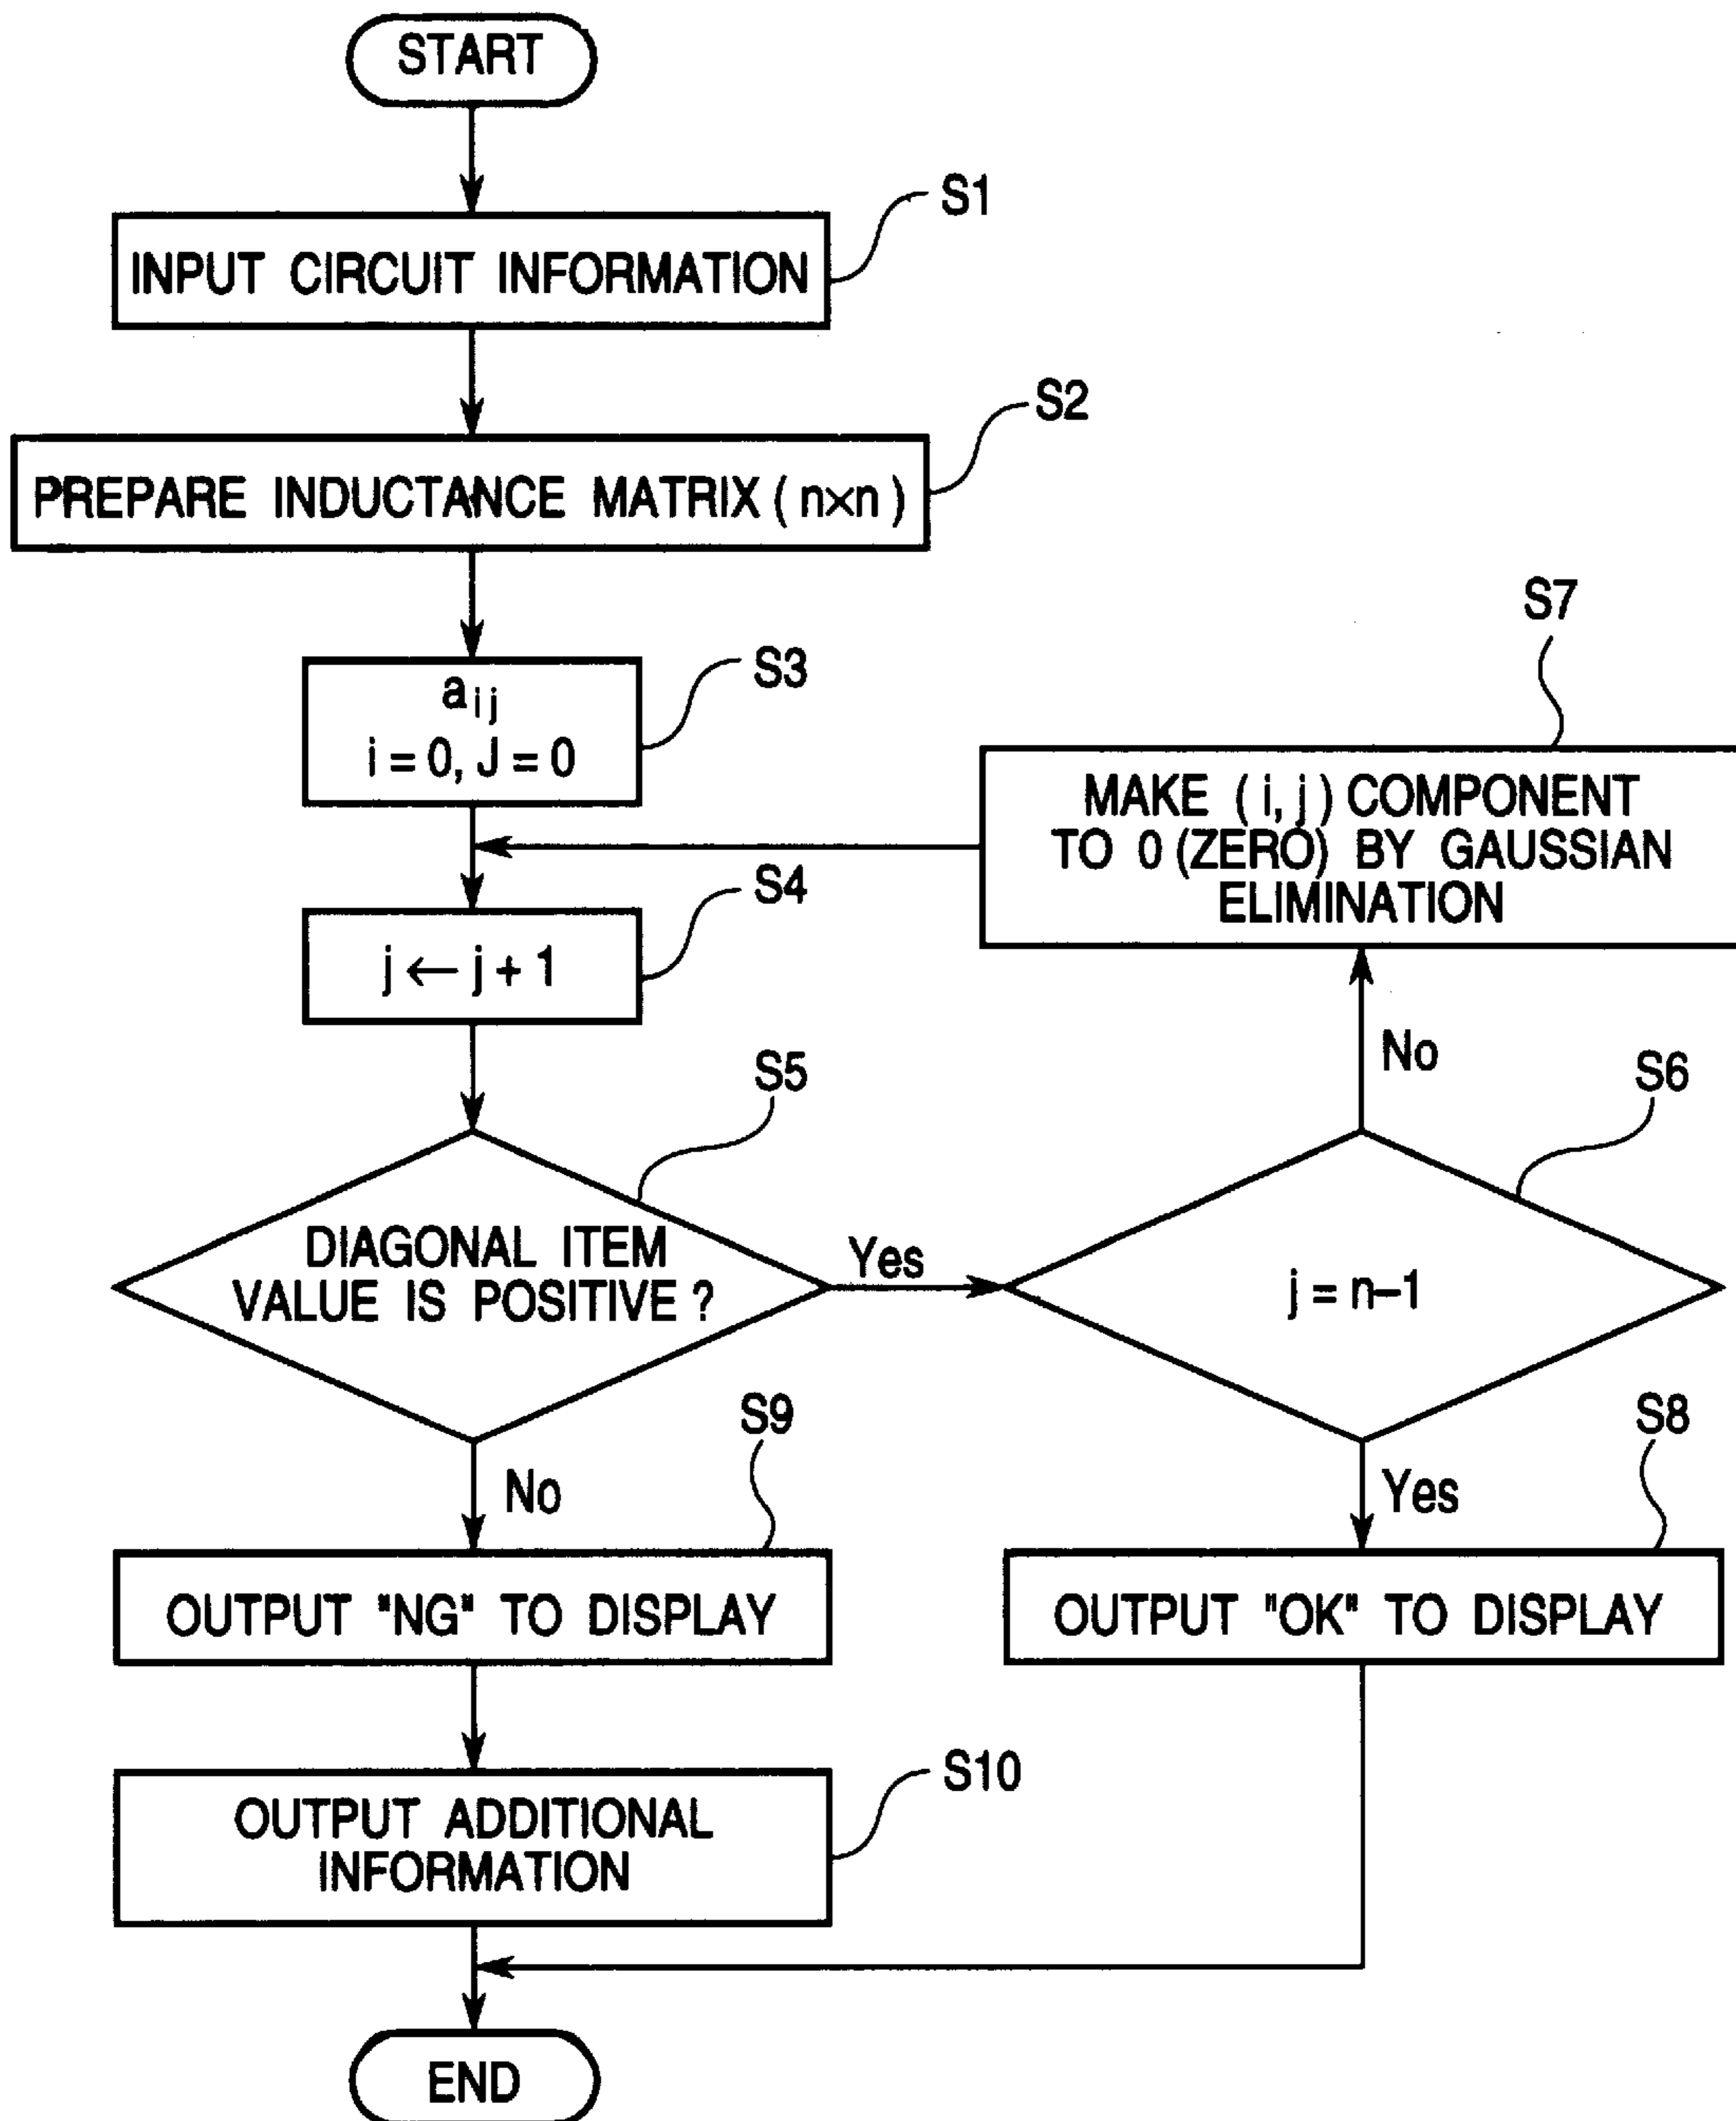 START
S1
INPUT CIRCUIT INFORMATION
S2
PREPARE INDUCTANCE MATRIX ( n×n )
S3
a i j
i = 0, J = 0
S4
j ← j + 1
S5
DIAGONAL ITEM
VALUE IS POSITIVE ?
Yes
S6
j = n–1
No
S7
MAKE ( i, j ) COMPONENT
TO 0 (ZERO) BY GAUSSIAN
ELIMINATION
Yes
S8
OUTPUT "OK" TO DISPLAY
No
S9
OUTPUT "NG" TO DISPLAY
S10
OUTPUT ADDITIONAL
INFORMATION
END